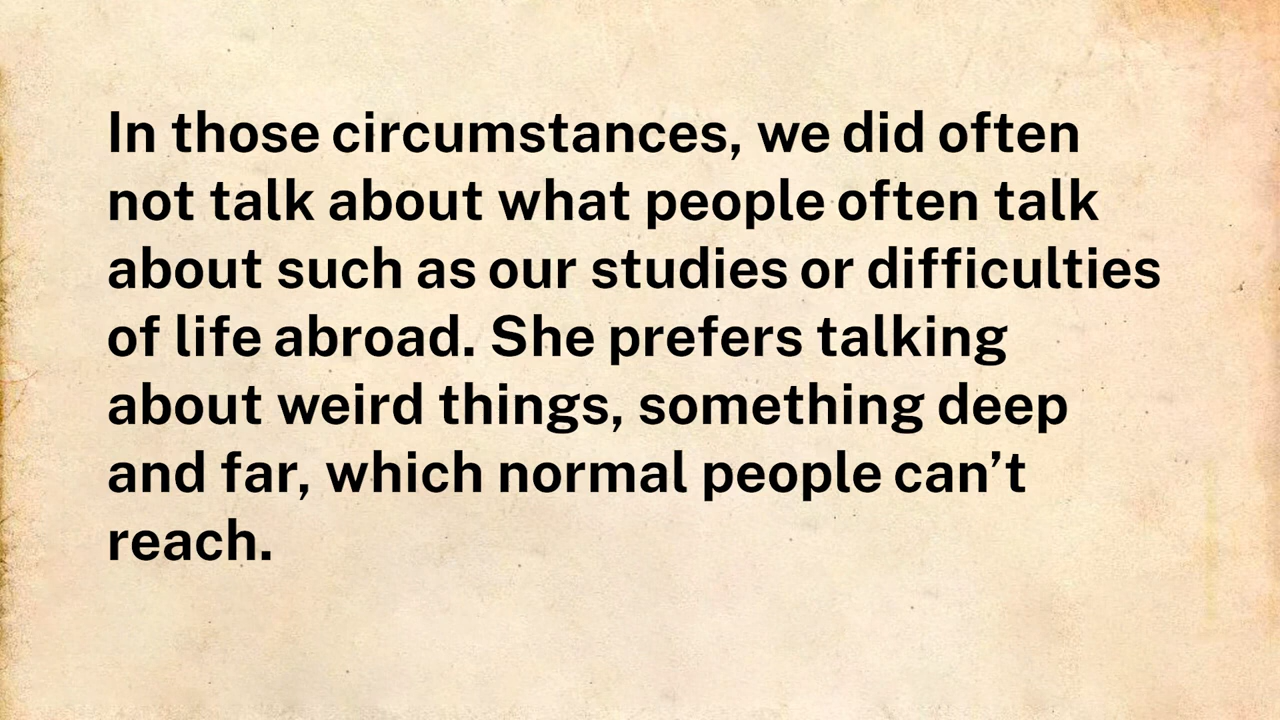 In those circumstances, we did often
not talk about what people often talk
about such as our studies or difficulties
of life abroad. She prefers talking
about weird things, something deep
and far, which normal people can’t
reach.